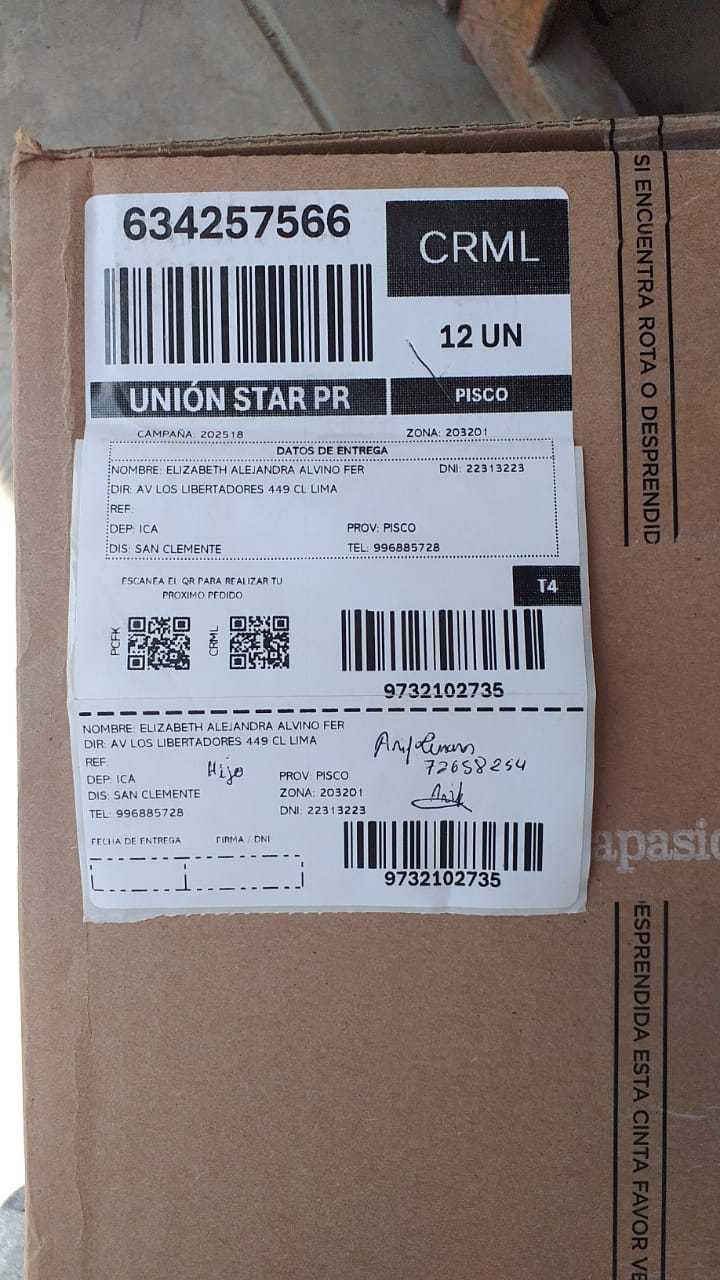 634257566
CRML
12 UN
UNIÓN STAR PR
PISCO
CAMPAÑA: 202518 ZONA: 203201
DATOS DE ENTREGA
NOMBRE: ELIZABETH ALEJANDRA ALVINO FER DNI: 22313223
DIR: AV LOS LIBERTADORES 449 CL LIMA
REF:
DEP: ICA PROV: PISCO
DIS: SAN CLEMENTE TEL: 996885728
ESCANEA EL QR PARA REALIZAR TU
PROXIMO PEDIDO
T4
CRML
9732102735
NOMBRE: ELIZABETH ALEJANDRA ALVINO FER
DIR: AV LOS LIBERTADORES 449 CL LIMA
REF:
Hijo
72658254
DEP: ICA PROV: PISCO
DIS: SAN CLEMENTE ZONA: 203201
TEL: 996885728 DNI: 22313223
FECHA DE ENTREGA FIRMA / DNI
9732102735
SI ENCUENTRA ROTA O DESPRENDID
apasio
ESPRENDIDA ESTA CINTA FAVOR VE